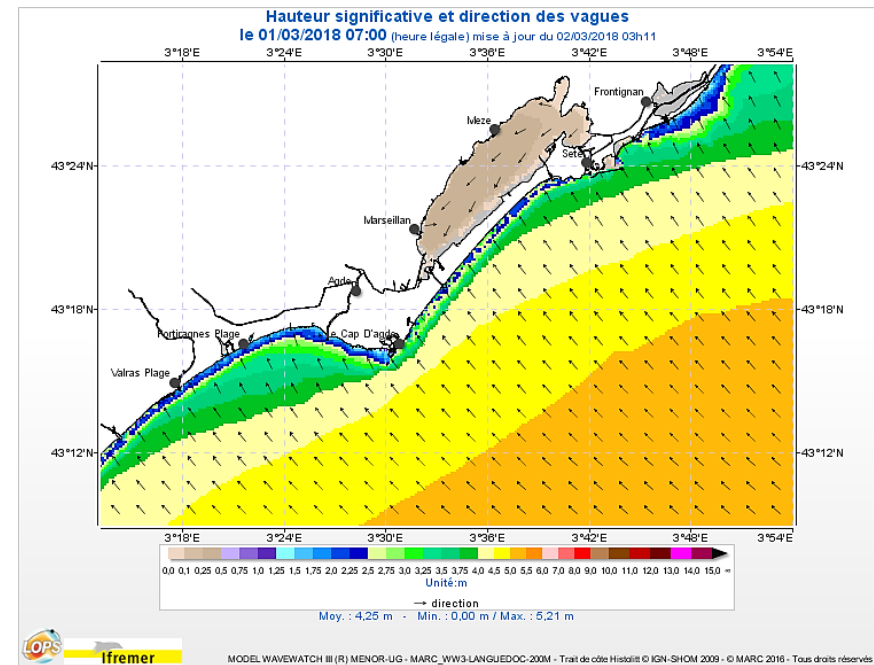 Hauteur significative et direction des vagues
le 01/03/2018 07:00 (heure légale) mise à jour du 02/03/2018 03h11
3°18'E 3°24'E 3°30'E 3°36'E 3°42'E 3°48'E 3°54'E
Frontignan
Meze
Sete
43°24'N 43°24'N
Marseillan
Agde
43°18'N 43°18'N
Portiragnes Plage
Le Cap D'agde
Valras Plage
43°12'N 43°12'N
3°18'E 3°24'E 3°30'E 3°36'E 3°42'E 3°48'E 3°54'E
0,0 0,1 0,25 0,5 0,75 1,0 1,25 1,5 1,75 2,0 2,25 2,5 2,75 3,0 3,25 3,5 3,75 4,0 4,5 5,0 5,5 6,0 7,0 8,0 9,0 10,0 11,0 12,0 13,0 14,0 15,0 ∞
Unité:m
→ direction
Moy. : 4,25 m - Min : 0,00 m / Max. : 5,21 m
LOPS
Ifremer
MODEL WAVEWATCH III (R) MENOR-UG - MARC_WW3-LANGUEDOC-200M - Trait de côte Histolitt © IGN-SHOM 2009 - © MARC 2016 - Tous droits réservés